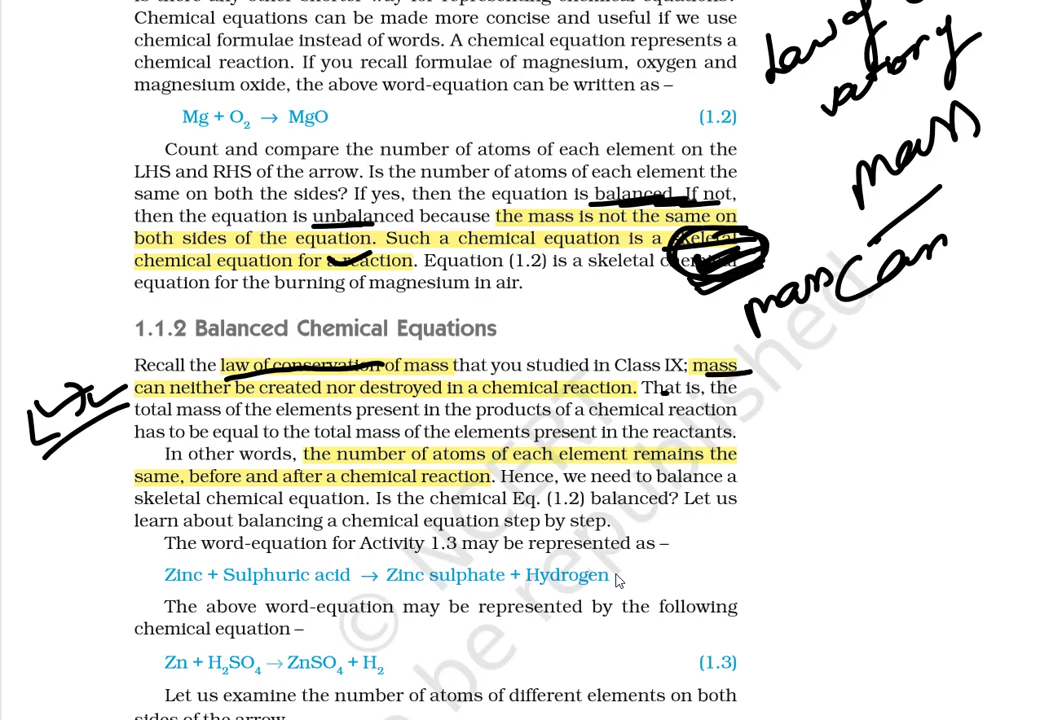 Chemical equations can be made more concise and useful if we use
chemical formulae instead of words. A chemical equation represents a
chemical reaction. If you recall formulae of magnesium, oxygen and
magnesium oxide, the above word-equation can be written as –
Mg + O₂ → MgO (1.2)
Count and compare the number of atoms of each element on the
LHS and RHS of the arrow. Is the number of atoms of each element the
same on both the sides? If yes, then the equation is balanced. If not,
then the equation is unbalanced because the mass is not the same on
both sides of the equation. Such a chemical equation is a skeletal
chemical equation for a reaction. Equation (1.2) is a skeletal chemical
equation for the burning of magnesium in air.
1.1.2 Balanced Chemical Equations
Recall the law of conservation of mass that you studied in Class IX; mass
can neither be created nor destroyed in a chemical reaction. That is, the
total mass of the elements present in the products of a chemical reaction
has to be equal to the total mass of the elements present in the reactants.
In other words, the number of atoms of each element remains the
same, before and after a chemical reaction. Hence, we need to balance a
skeletal chemical equation. Is the chemical Eq. (1.2) balanced? Let us
learn about balancing a chemical equation step by step.
The word-equation for Activity 1.3 may be represented as –
Zinc + Sulphuric acid → Zinc sulphate + Hydrogen
The above word-equation may be represented by the following
chemical equation –
Zn + H₂SO₄ → ZnSO₄ + H₂ (1.3)
Let us examine the number of atoms of different elements on both
sides of the arrow.
Law of
mass
mass can
© NCERT
be republished